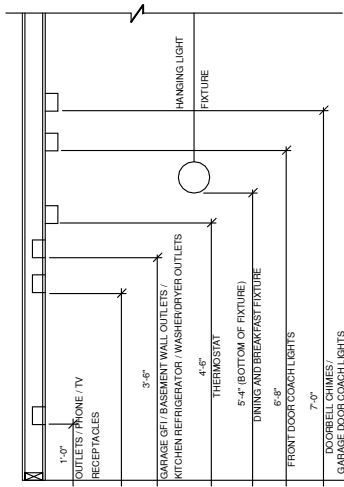 HANGING LIGHT
FIXTURE
1'-0"
OUTLETS / PHONE / TV
RECEPTACLES
3'-6"
GARAGE GFI / BASEMENT WALL OUTLETS /
KITCHEN REFRIGERATOR / WASHER/DRYER OUTLETS
4'-6"
THERMOSTAT
5'-4" (BOTTOM OF FIXTURE)
DINING AND BREAKFAST FIXTURE
6'-8"
FRONT DOOR COACH LIGHTS
7'-0"
DOORBELL CHIMES /
GARAGE DOOR COACH LIGHTS